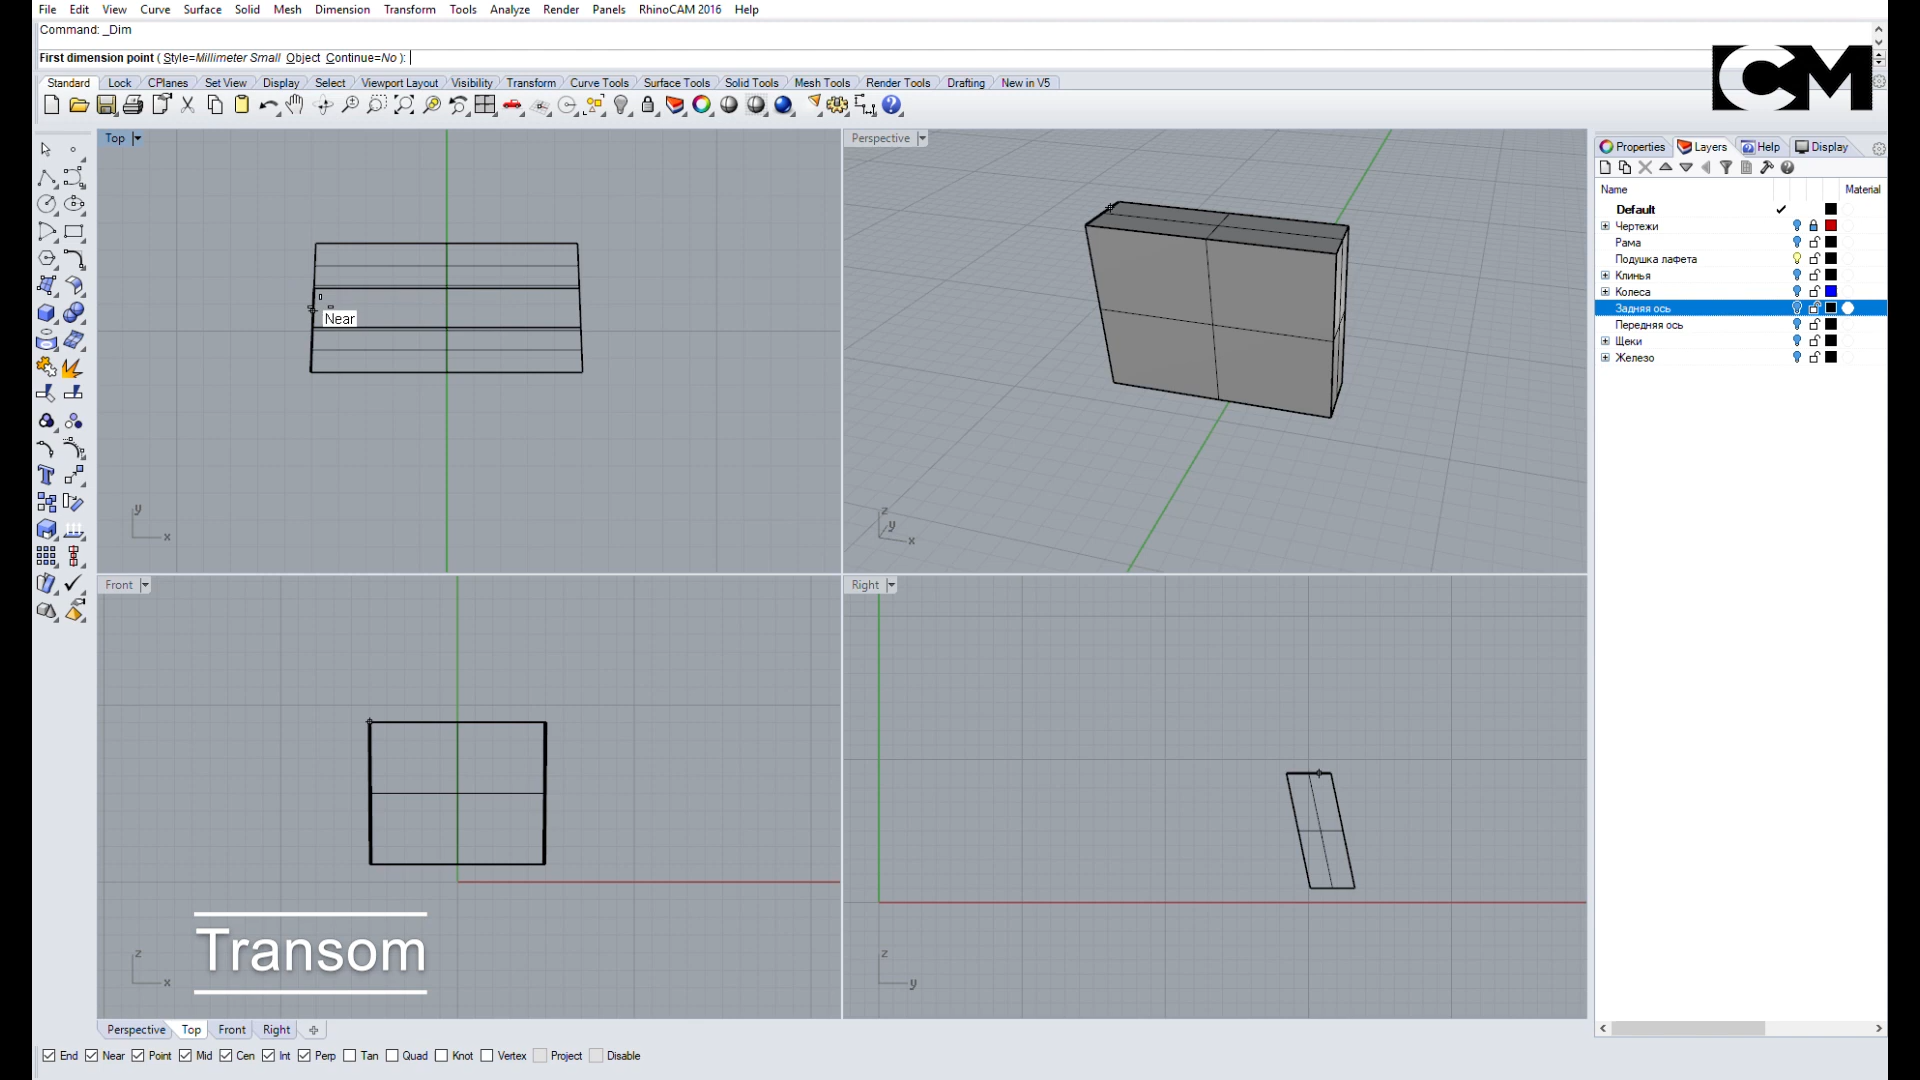 File Edit View Curve Surface Solid Mesh Dimension Transform Tools Analyze Render Panels RhinoCAM 2016 Help
Command: _Dim
First dimension point ( Style=Millimeter Small Object Continue=No ):
CM
Standard Lock CPlanes Set View Display Select Viewport Layout Visibility Transform Curve Tools Surface Tools Solid Tools Mesh Tools Render Tools Drafting New in V5
Top
Perspective
Properties Layers Help Display
Name Material
Default
Чертежи
Рама
Подушка лафета
Клинья
Колеса
Задняя ось
Передняя ось
Щеки
Железо
Near
y
x
z
y
x
Front
Right
Transom
z
x
z
y
Perspective Top Front Right
End Near Point Mid Cen Int Perp Tan Quad Knot Vertex Project Disable